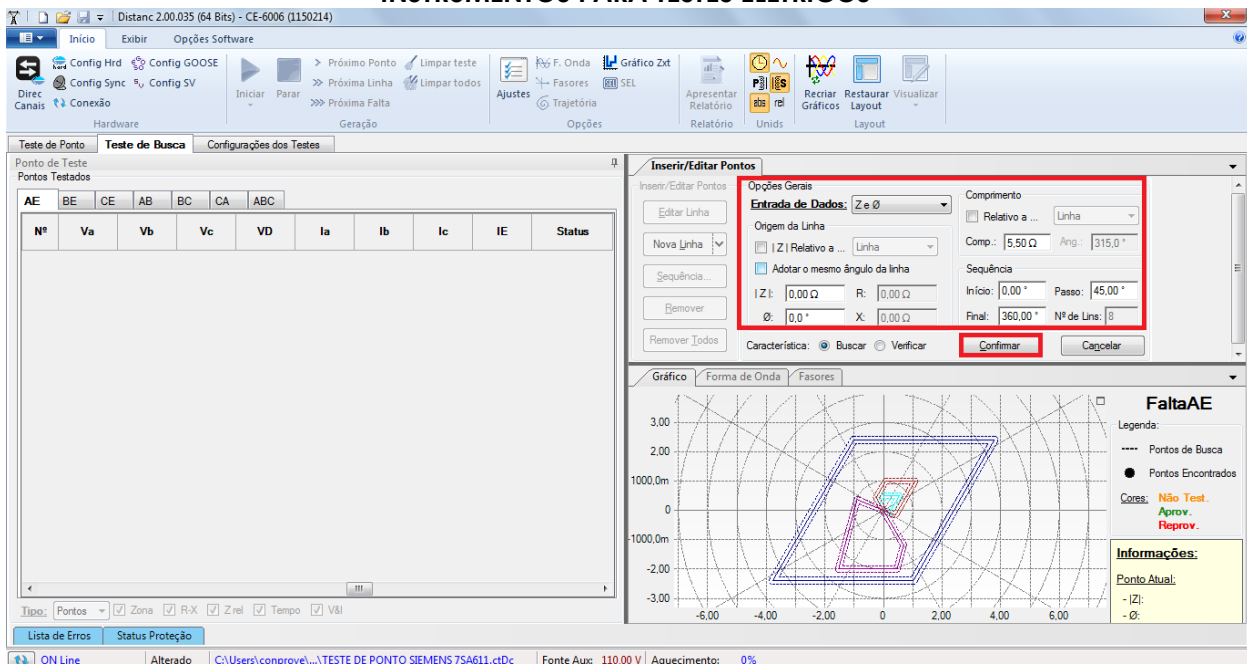 INSTRUMENTOS PARA TESTES ELÉTRICOS
Distanc 2.00.035 (64 Bits) - CE-6006 (1150214)
Início Exibir Opções Software
Direc Canais
Config Hrd Config GOOSE
Config Sync Config SV
Conexão
Hardware
Iniciar Parar
Próximo Ponto Limpar teste
Próxima Linha Limpar todos
Próxima Falta
Geração
Ajustes
F. Onda Gráfico Zxt
Fasores SEL
Trajetória
Opções
Apresentar Relatório
Relatório
abs rel
Unids
Recriar Gráficos
Restaurar Layout
Visualizar
Layout
Teste de Ponto Teste de Busca Configurações dos Testes
Ponto de Teste
Pontos Testados
AE BE CE AB BC CA ABC
Nº Va Vb Vc VD Ia Ib Ic IE Status
Tipo: Pontos Zona R-X Z rel Tempo V&I
Lista de Erros Status Proteção
Inserir/Editar Pontos
Inserir/Editar Pontos
Editar Linha
Nova Linha
Sequência...
Remover
Remover Todos
Opções Gerais
Entrada de Dados: Z e Ø
Origem da Linha
| Z | Relativo a ... Linha
Adotar o mesmo ângulo da linha
| Z |: 0,00 Ω R: 0,00 Ω
Ø: 0,0 ° X: 0,00 Ω
Comprimento
Relativo a ... Linha
Comp.: 5,50 Ω Ang.: 315,0 °
Sequência
Início: 0,00 ° Passo: 45,00 °
Final: 360,00 ° Nº de Lins: 8
Característica: Buscar Verificar
Confirmar Cancelar
Gráfico Forma de Onda Fasores
3,00
2,00
1000,0m
0
-1000,0m
-2,00
-3,00
-6,00 -4,00 -2,00 0 2,00 4,00 6,00
FaltaAE
Legenda:
Pontos de Busca
Pontos Encontrados
Cores: Não Test.
Aprov.
Reprov.
Informações:
Ponto Atual:
- |Z|:
- Ø:
ON Line Alterado C:\Users\conprove\...\TESTE DE PONTO SIEMENS 7SA611.ctDc Fonte Aux: 110,00 V Aquecimento: 0%